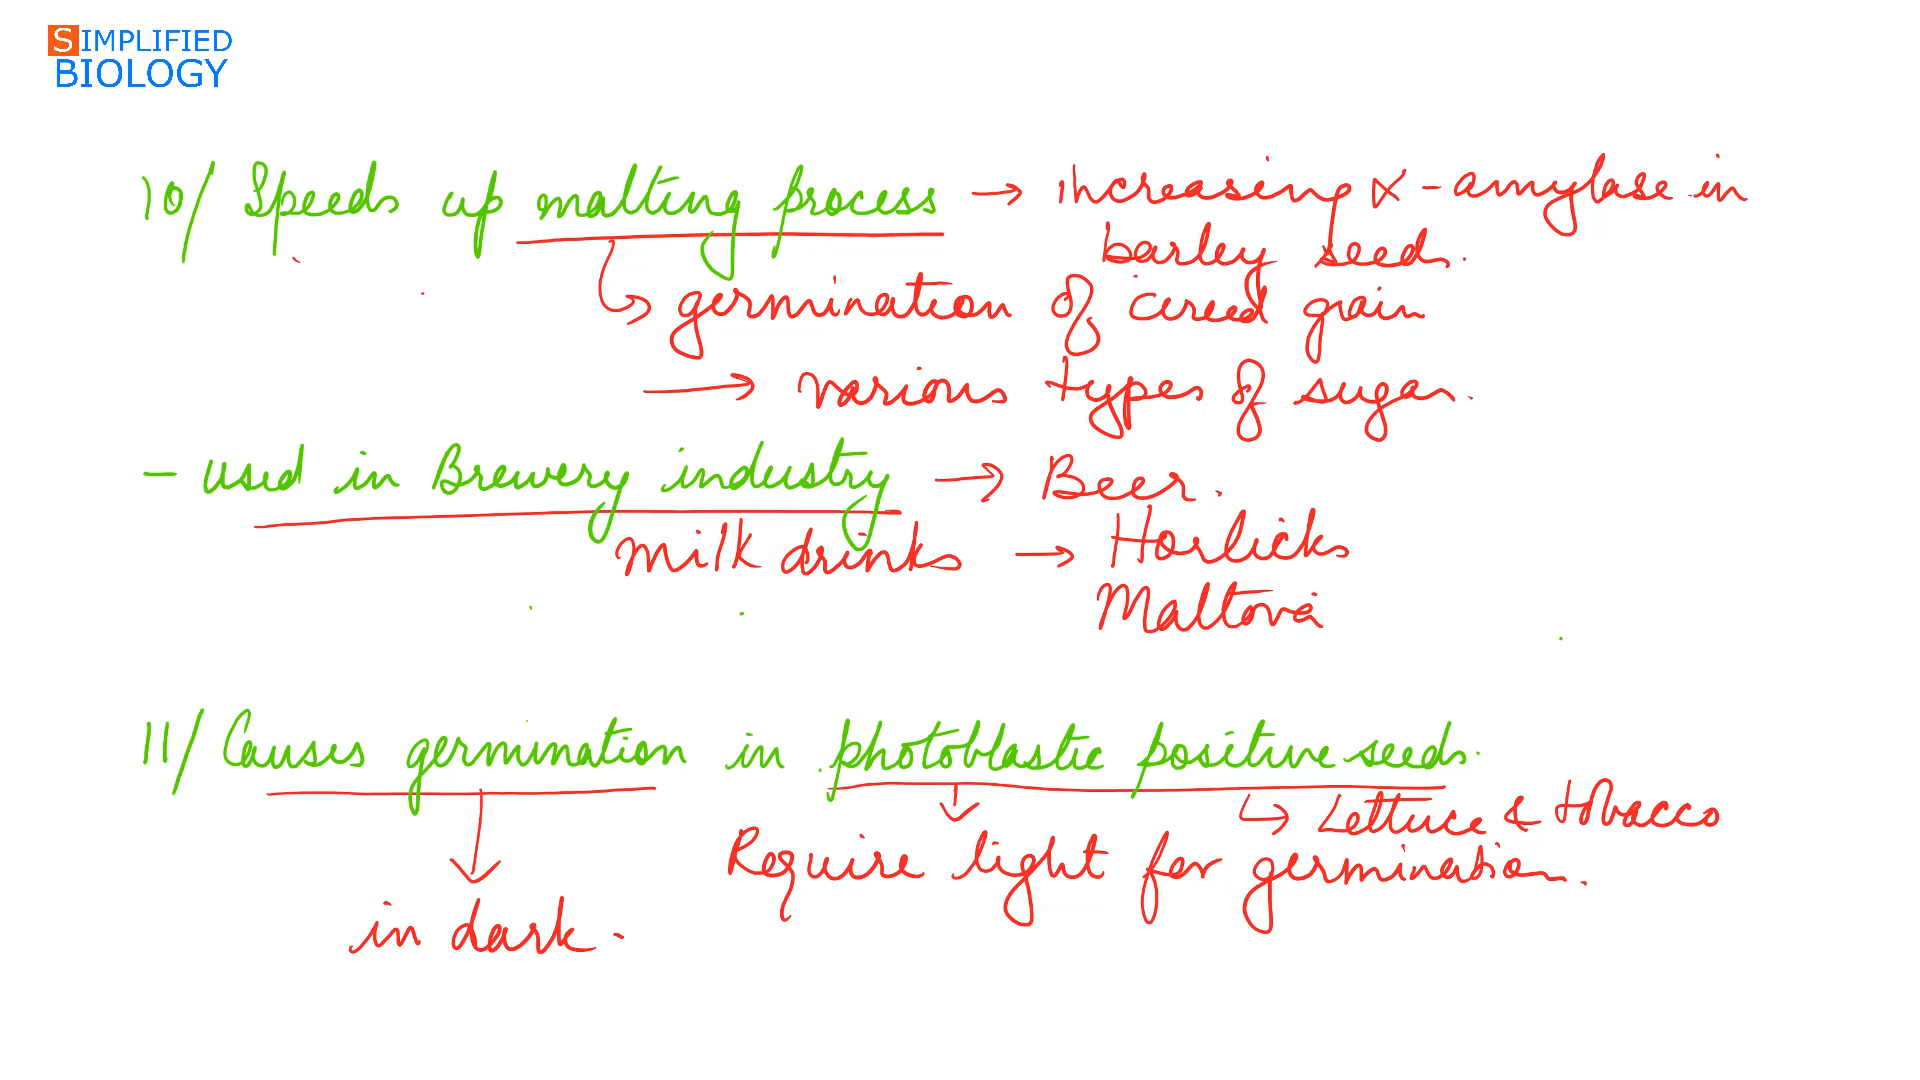 SIMPLIFIED
BIOLOGY
10/ Speeds up malting process → increasing α-amylase in
barley seed.
↳ germination of cereal grain
→ various types of sugar.
- used in Brewery industry → Beer.
milk drinks → Horlicks
Maltova
11/ Causes germination in photoblastic positive seeds.
↳ Lettuce & tobacco
Require light for germination.
in dark.